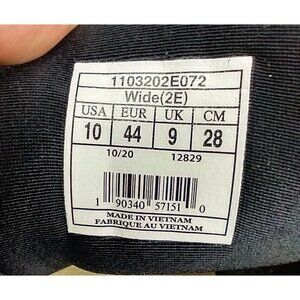 1103202E072
Wide(2E)
USA EUR UK CM
10 44 9 28
10/20 12829
1 90340 57151 0
MADE IN VIETNAM
FABRIQUE AU VIETNAM